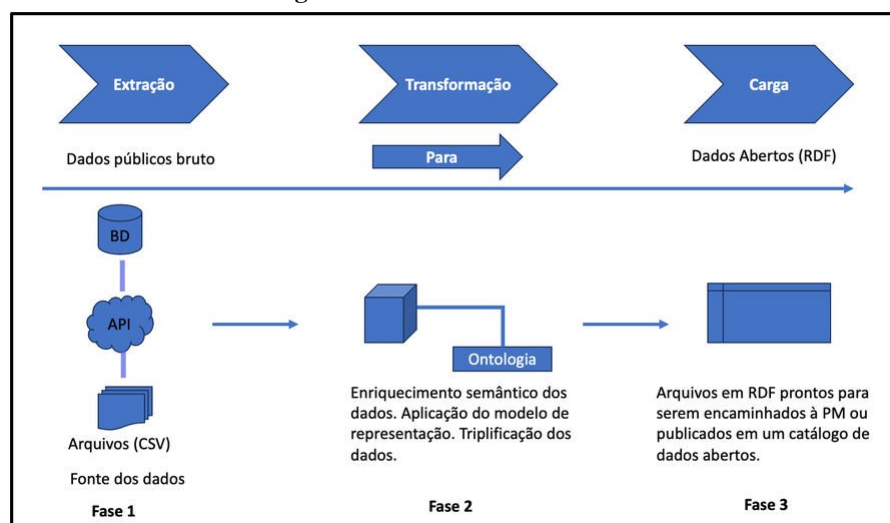 Extração
Transformação
Carga
Dados públicos bruto
Para
Dados Abertos (RDF)
BD
API
Arquivos (CSV)
Fonte dos dados
Fase 1
Ontologia
Enriquecimento semântico dos
dados. Aplicação do modelo de
representação. Triplificação dos
dados.
Fase 2
Arquivos em RDF prontos para
serem encaminhados à PM ou
publicados em um catálogo de
dados abertos.
Fase 3